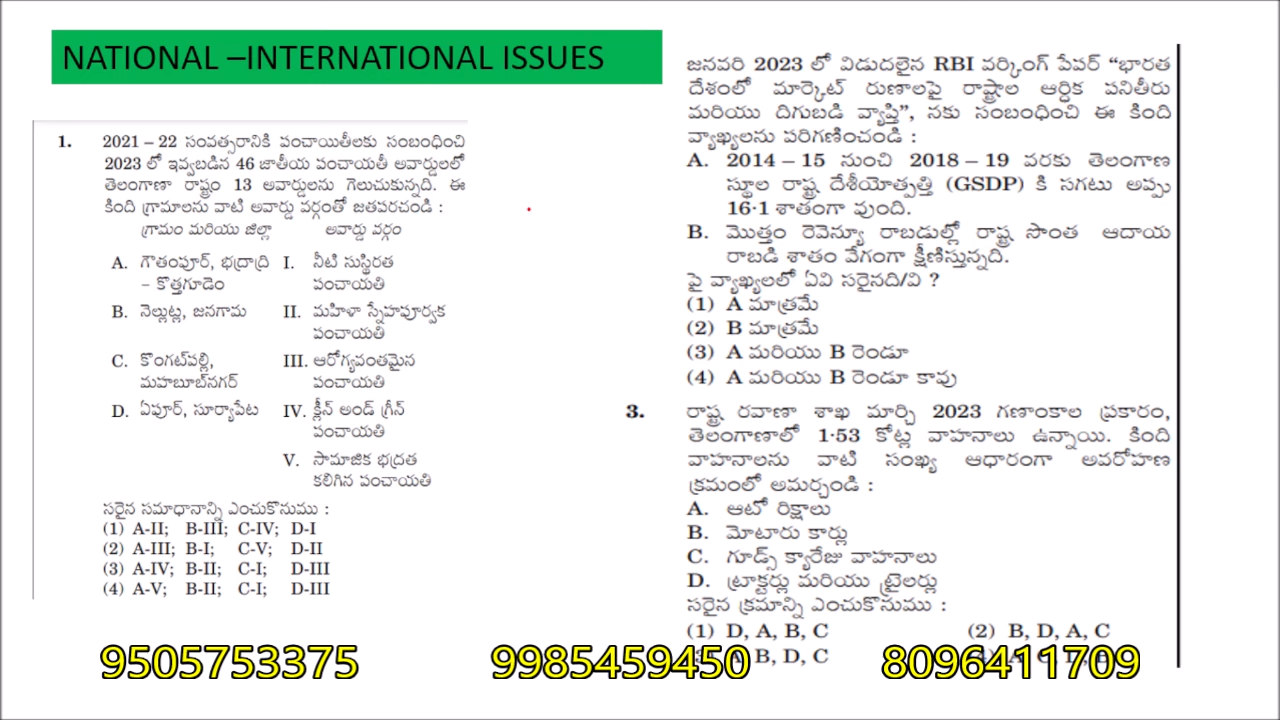 NATIONAL –INTERNATIONAL ISSUES
1. 2021 – 22 సంవత్సరానికి పంచాయితీలకు సంబంధించి
2023 లో ఇవ్వబడిన 46 జాతీయ పంచాయతీ అవార్డులలో
తెలంగాణా రాష్ట్రం 13 అవార్డులను గెలుచుకున్నది. ఈ
కింది గ్రామాలను వాటి అవార్డు వర్గంతో జతపరచండి :
గ్రామం మరియు జిల్లా అవార్డు వర్గం
A. గౌతంపూర్, భద్రాద్రి I. నీటి సుస్థిరత
– కొత్తగూడెం పంచాయతి
B. నెల్లుట్ల, జనగామ II. మహిళా స్నేహపూర్వక
పంచాయతి
C. కొంగట్‌పల్లి, III. ఆరోగ్యవంతమైన
మహబూబ్‌నగర్ పంచాయతి
D. ఏపూర్, సూర్యాపేట IV. క్లీన్ అండ్ గ్రీన్
పంచాయతి
V. సామాజిక భద్రత
కలిగిన పంచాయతి
సరైన సమాధానాన్ని ఎంచుకొనుము :
(1) A-II; B-III; C-IV; D-I
(2) A-III; B-I; C-V; D-II
(3) A-IV; B-II; C-I; D-III
(4) A-V; B-II; C-I; D-III
జనవరి 2023 లో విడుదలైన RBI వర్కింగ్ పేపర్ “భారత
దేశంలో మార్కెట్ రుణాలపై రాష్ట్రాల ఆర్థిక పనితీరు
మరియు దిగుబడి వ్యాప్తి”, నకు సంబంధించి ఈ కింది
వ్యాఖ్యలను పరిగణించండి :
A. 2014 – 15 నుంచి 2018 – 19 వరకు తెలంగాణ
స్థూల రాష్ట్ర దేశీయోత్పత్తి (GSDP) కి సగటు అప్పు
16·1 శాతంగా వుంది.
B. మొత్తం రెవెన్యూ రాబడుల్లో రాష్ట్ర సొంత ఆదాయ
రాబడి శాతం వేగంగా క్షీణిస్తున్నది.
పై వ్యాఖ్యలలో ఏవి సరైనది/వి ?
(1) A మాత్రమే
(2) B మాత్రమే
(3) A మరియు B రెండూ
(4) A మరియు B రెండూ కావు
3. రాష్ట్ర రవాణా శాఖ మార్చి 2023 గణాంకాల ప్రకారం,
తెలంగాణాలో 1·53 కోట్ల వాహనాలు ఉన్నాయి. కింది
వాహనాలను వాటి సంఖ్య ఆధారంగా అవరోహణ
క్రమంలో అమర్చండి :
A. ఆటో రిక్షాలు
B. మోటారు కార్లు
C. గూడ్స్ క్యారేజు వాహనాలు
D. ట్రాక్టర్లు మరియు ట్రైలర్లు
సరైన క్రమాన్ని ఎంచుకొనుము :
(1) D, A, B, C (2) B, D, A, C
B, D, C
9505753375 9985459450 8096411709